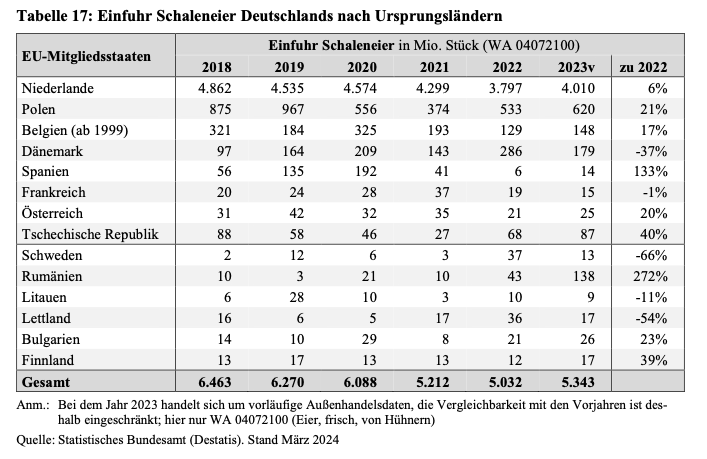 Tabelle 17: Einfuhr Schaleneier Deutschlands nach Ursprungsländern
EU-Mitgliedsstaaten Einfuhr Schaleneier in Mio. Stück (WA 04072100)
2018 2019 2020 2021 2022 2023v zu 2022
Niederlande 4.862 4.535 4.574 4.299 3.797 4.010 6%
Polen 875 967 556 374 533 620 21%
Belgien (ab 1999) 321 184 325 193 129 148 17%
Dänemark 97 164 209 143 286 179 -37%
Spanien 56 135 192 41 6 14 133%
Frankreich 20 24 28 37 19 15 -1%
Österreich 31 42 32 35 21 25 20%
Tschechische Republik 88 58 46 27 68 87 40%
Schweden 2 12 6 3 37 13 -66%
Rumänien 10 3 21 10 43 138 272%
Litauen 6 28 10 3 10 9 -11%
Lettland 16 6 5 17 36 17 -54%
Bulgarien 14 10 29 8 21 26 23%
Finnland 13 17 13 13 12 17 39%
Gesamt 6.463 6.270 6.088 5.212 5.032 5.343
Anm.: Bei dem Jahr 2023 handelt sich um vorläufige Außenhandelsdaten, die Vergleichbarkeit mit den Vorjahren ist des-
halb eingeschränkt; hier nur WA 04072100 (Eier, frisch, von Hühnern)
Quelle: Statistisches Bundesamt (Destatis). Stand März 2024